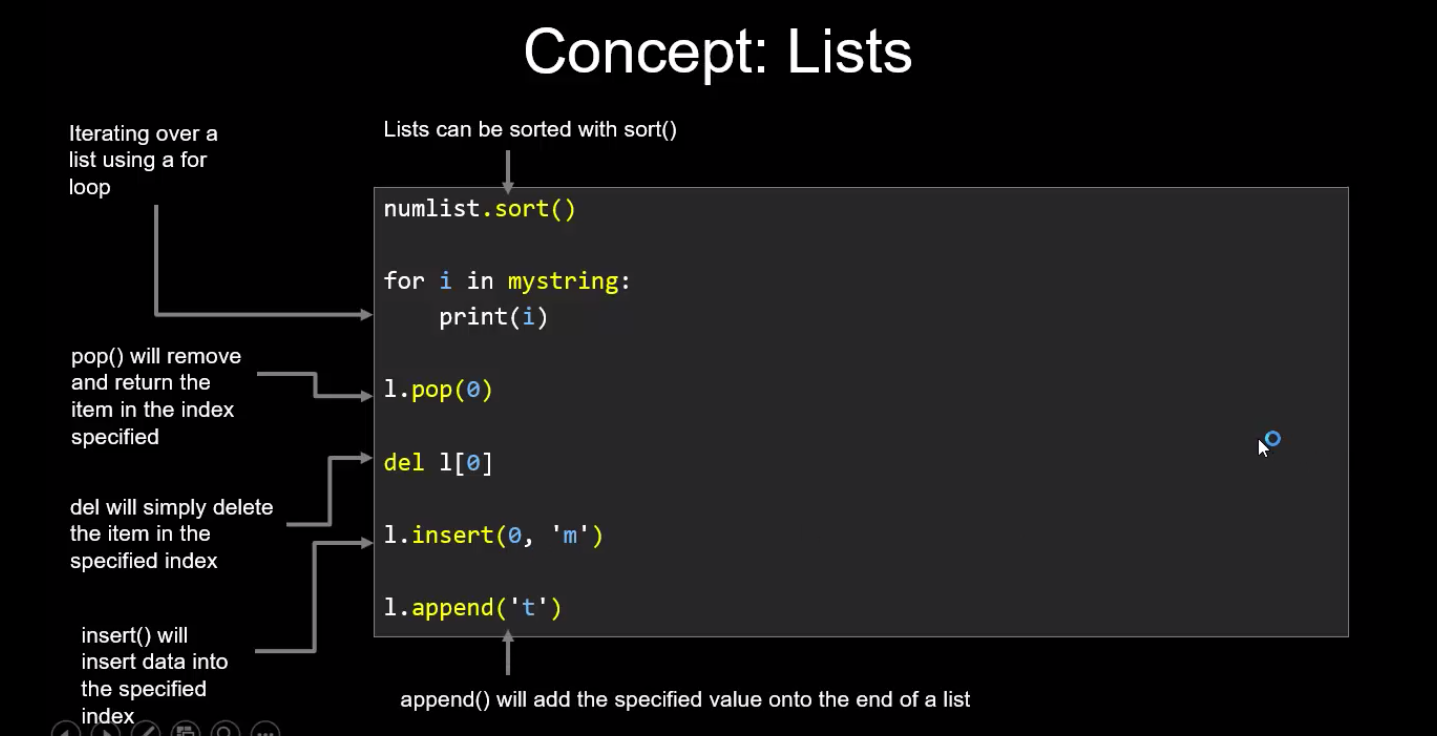 Concept: Lists
Iterating over a
list using a for
loop
Lists can be sorted with sort()
numlist.sort()
for i in mystring:
    print(i)
pop() will remove
and return the
item in the index
specified
l.pop(0)
del l[0]
del will simply delete
the item in the
specified index
l.insert(0, 'm')
l.append('t')
insert() will
insert data into
the specified
index
append() will add the specified value onto the end of a list